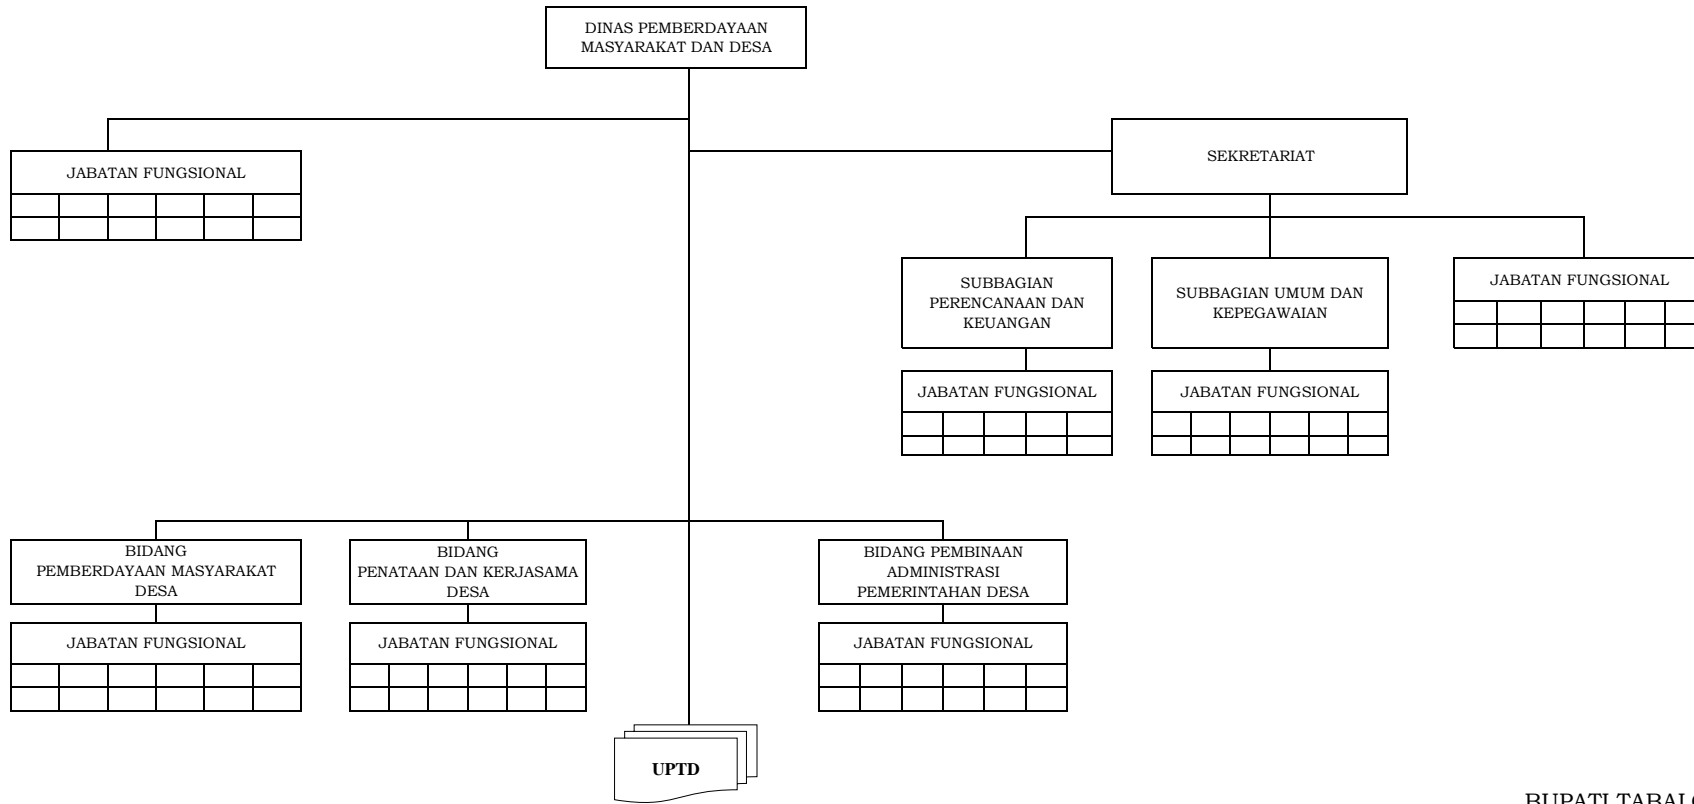 DINAS PEMBERDAYAAN
MASYARAKAT DAN DESA
JABATAN FUNGSIONAL
SEKRETARIAT
SUBBAGIAN
PERENCANAAN DAN
KEUANGAN
SUBBAGIAN UMUM DAN
KEPEGAWAIAN
JABATAN FUNGSIONAL
JABATAN FUNGSIONAL
JABATAN FUNGSIONAL
BIDANG
PEMBERDAYAAN MASYARAKAT
DESA
BIDANG
PENATAAN DAN KERJASAMA
DESA
BIDANG PEMBINAAN
ADMINISTRASI
PEMERINTAHAN DESA
JABATAN FUNGSIONAL
JABATAN FUNGSIONAL
JABATAN FUNGSIONAL
UPTD
BUPATI